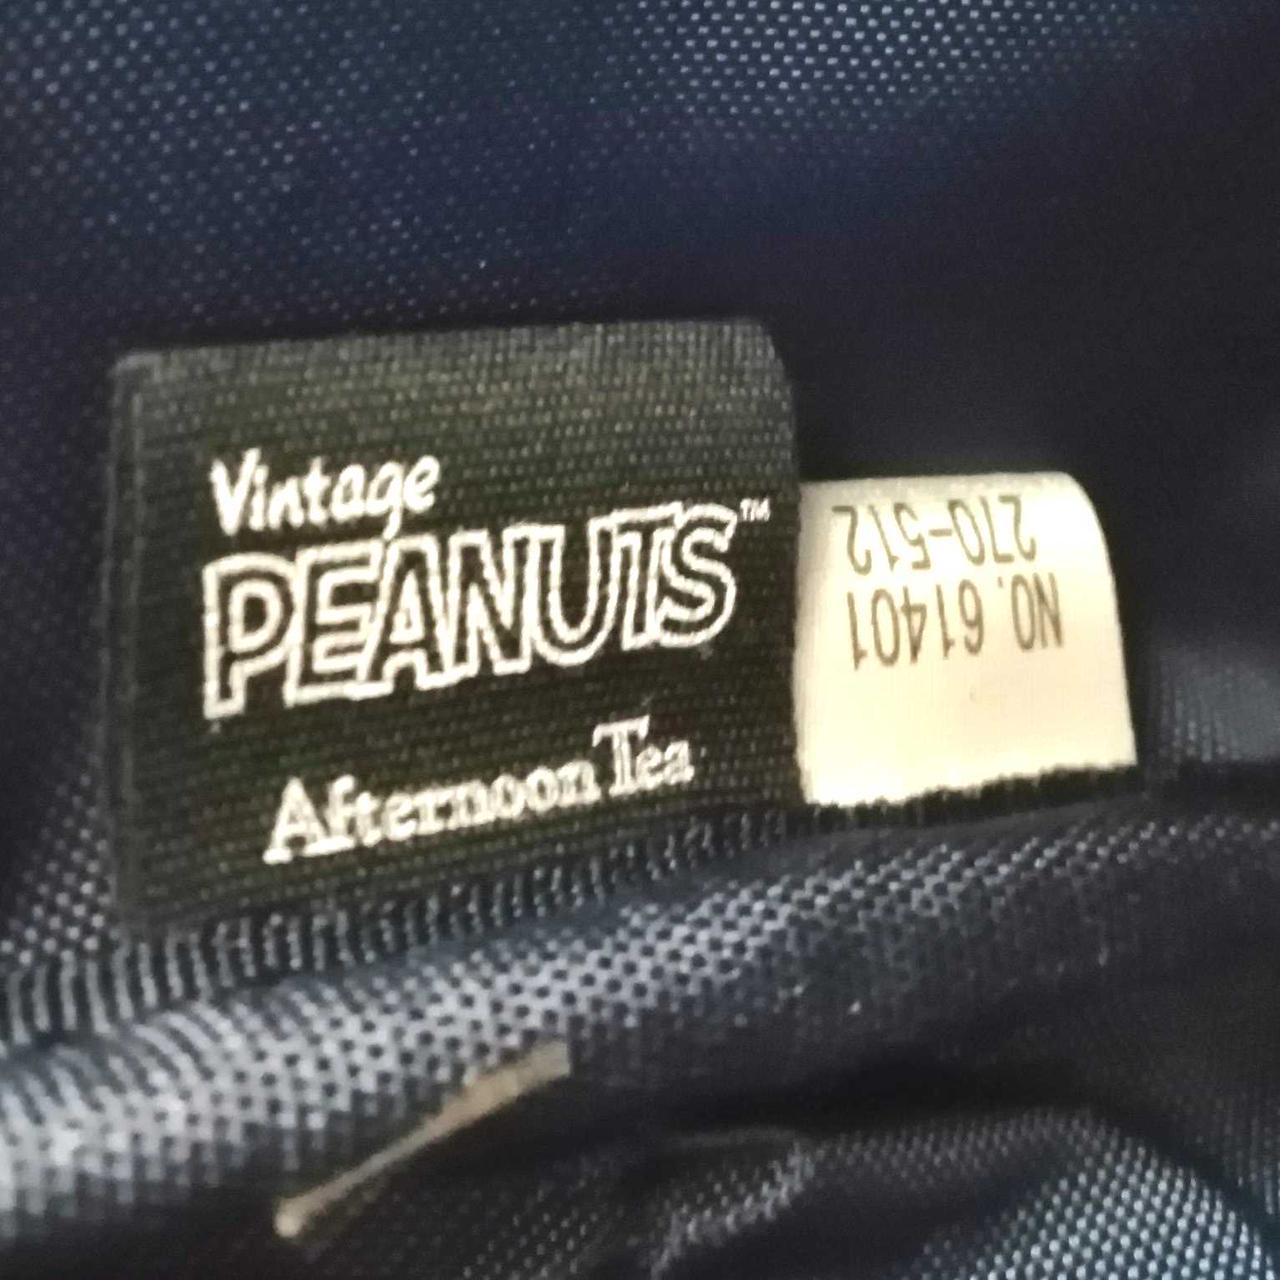 Vintage
PEANUTS™
Afternoon Tea
NO. 61401
270-512